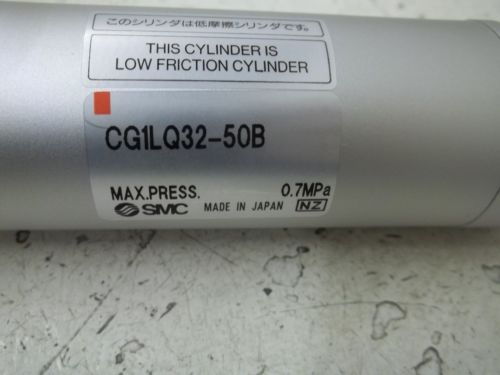 このシリンダは低摩擦シリンダです。
THIS CYLINDER IS
LOW FRICTION CYLINDER
CG1LQ32-50B
MAX.PRESS. 0.7MPa
SMC MADE IN JAPAN NZ